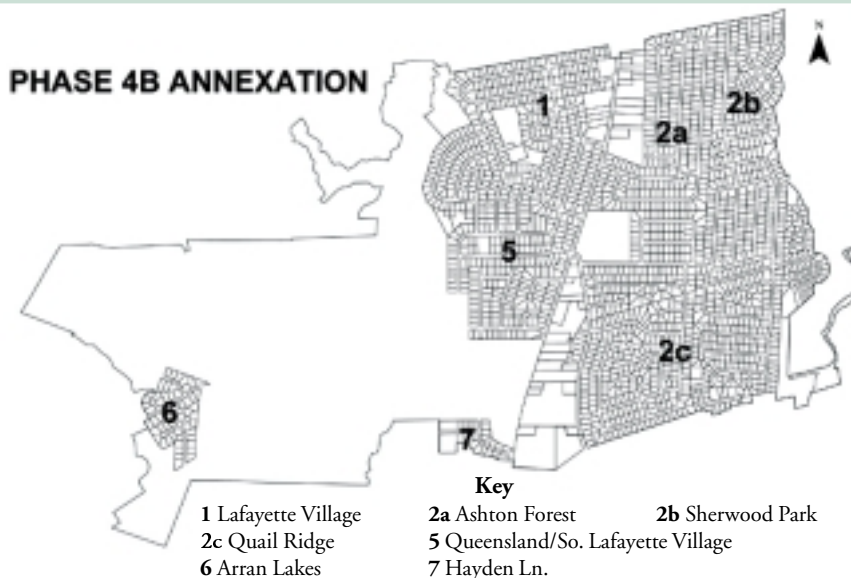 N
PHASE 4B ANNEXATION
1
2b
2a
5
2c
6
7
Key
1 Lafayette Village 2a Ashton Forest 2b Sherwood Park
2c Quail Ridge 5 Queensland/So. Lafayette Village
6 Arran Lakes 7 Hayden Ln.